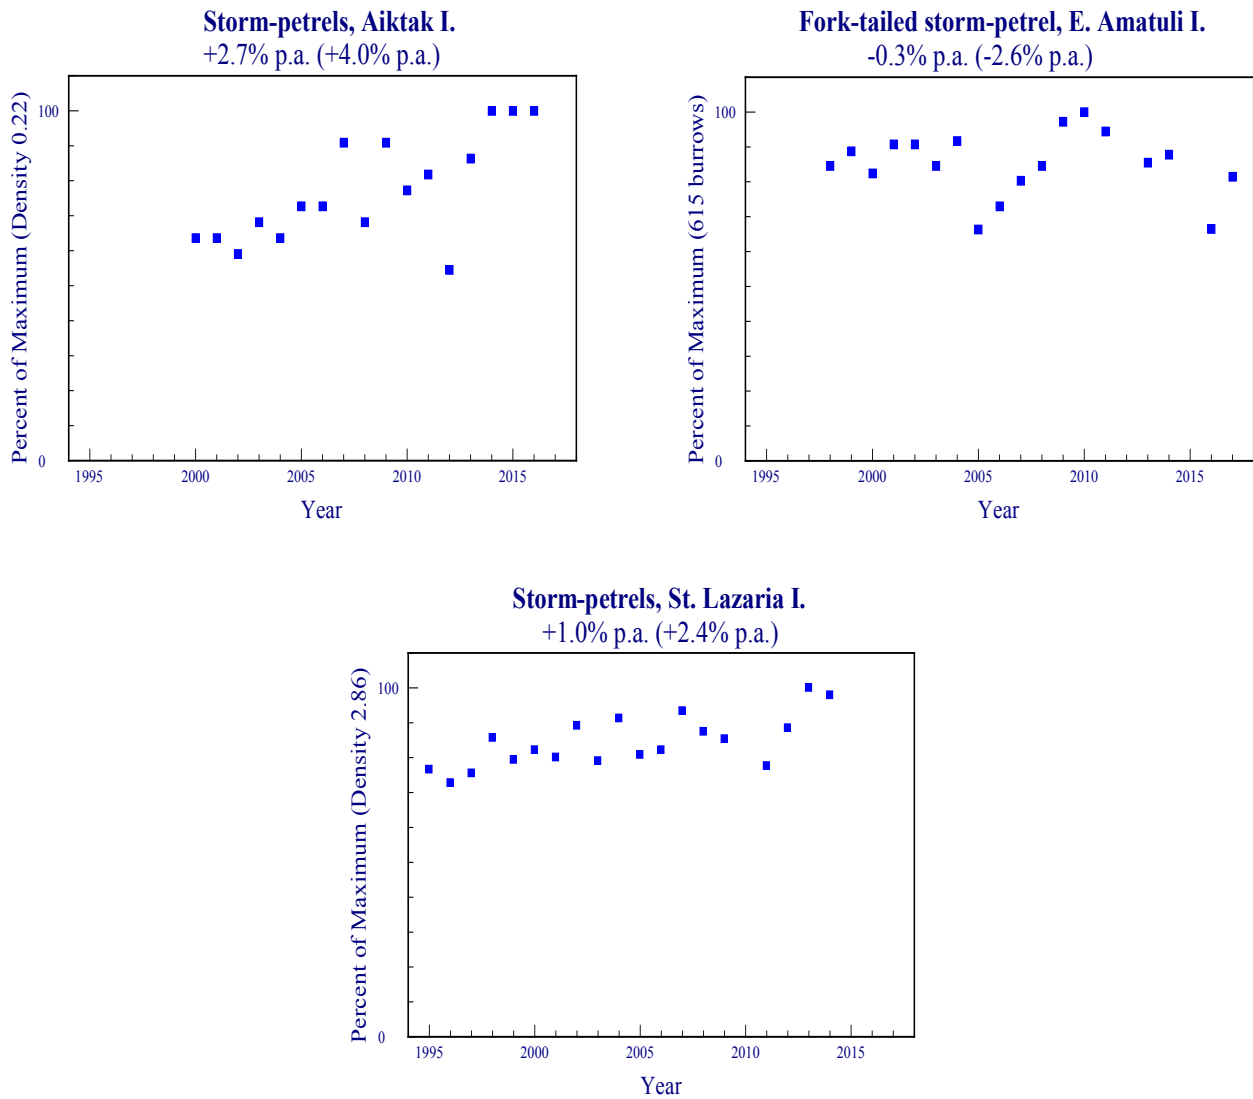 Storm-petrels, Aiktak I.
+2.7% p.a. (+4.0% p.a.)
Percent of Maximum (Density 0.22)
100
0
1995 2000 2005 2010 2015
Year
Fork-tailed storm-petrel, E. Amatuli I.
-0.3% p.a. (-2.6% p.a.)
Percent of Maximum (615 burrows)
100
0
1995 2000 2005 2010 2015
Year
Storm-petrels, St. Lazaria I.
+1.0% p.a. (+2.4% p.a.)
Percent of Maximum (Density 2.86)
100
0
1995 2000 2005 2010 2015
Year